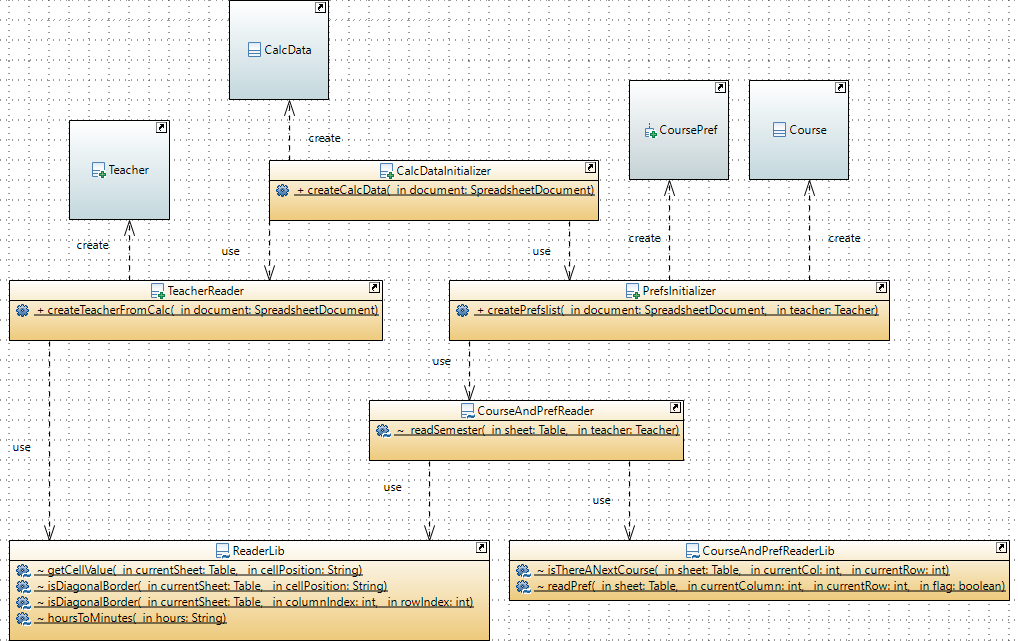 CalcData
CoursePref
Course
create
Teacher
CalcDataInitializer
+ createCalcData( in document: SpreadsheetDocument)
create
use
use
create
create
TeacherReader
+ createTeacherFromCalc( in document: SpreadsheetDocument)
PrefsInitializer
+ createPrefslist( in document: SpreadsheetDocument, in teacher: Teacher)
use
CourseAndPrefReader
~ readSemester( in sheet: Table, in teacher: Teacher)
use
use
use
ReaderLib
~ getCellValue( in currentSheet: Table, in cellPosition: String)
~ isDiagonalBorder( in currentSheet: Table, in cellPosition: String)
~ isDiagonalBorder( in currentSheet: Table, in columnIndex: int, in rowIndex: int)
~ hoursToMinutes( in hours: String)
CourseAndPrefReaderLib
~ isThereANextCourse( in sheet: Table, in currentCol: int, in currentRow: int)
~ readPref( in sheet: Table, in currentColumn: int, in currentRow: int, in flag: boolean)